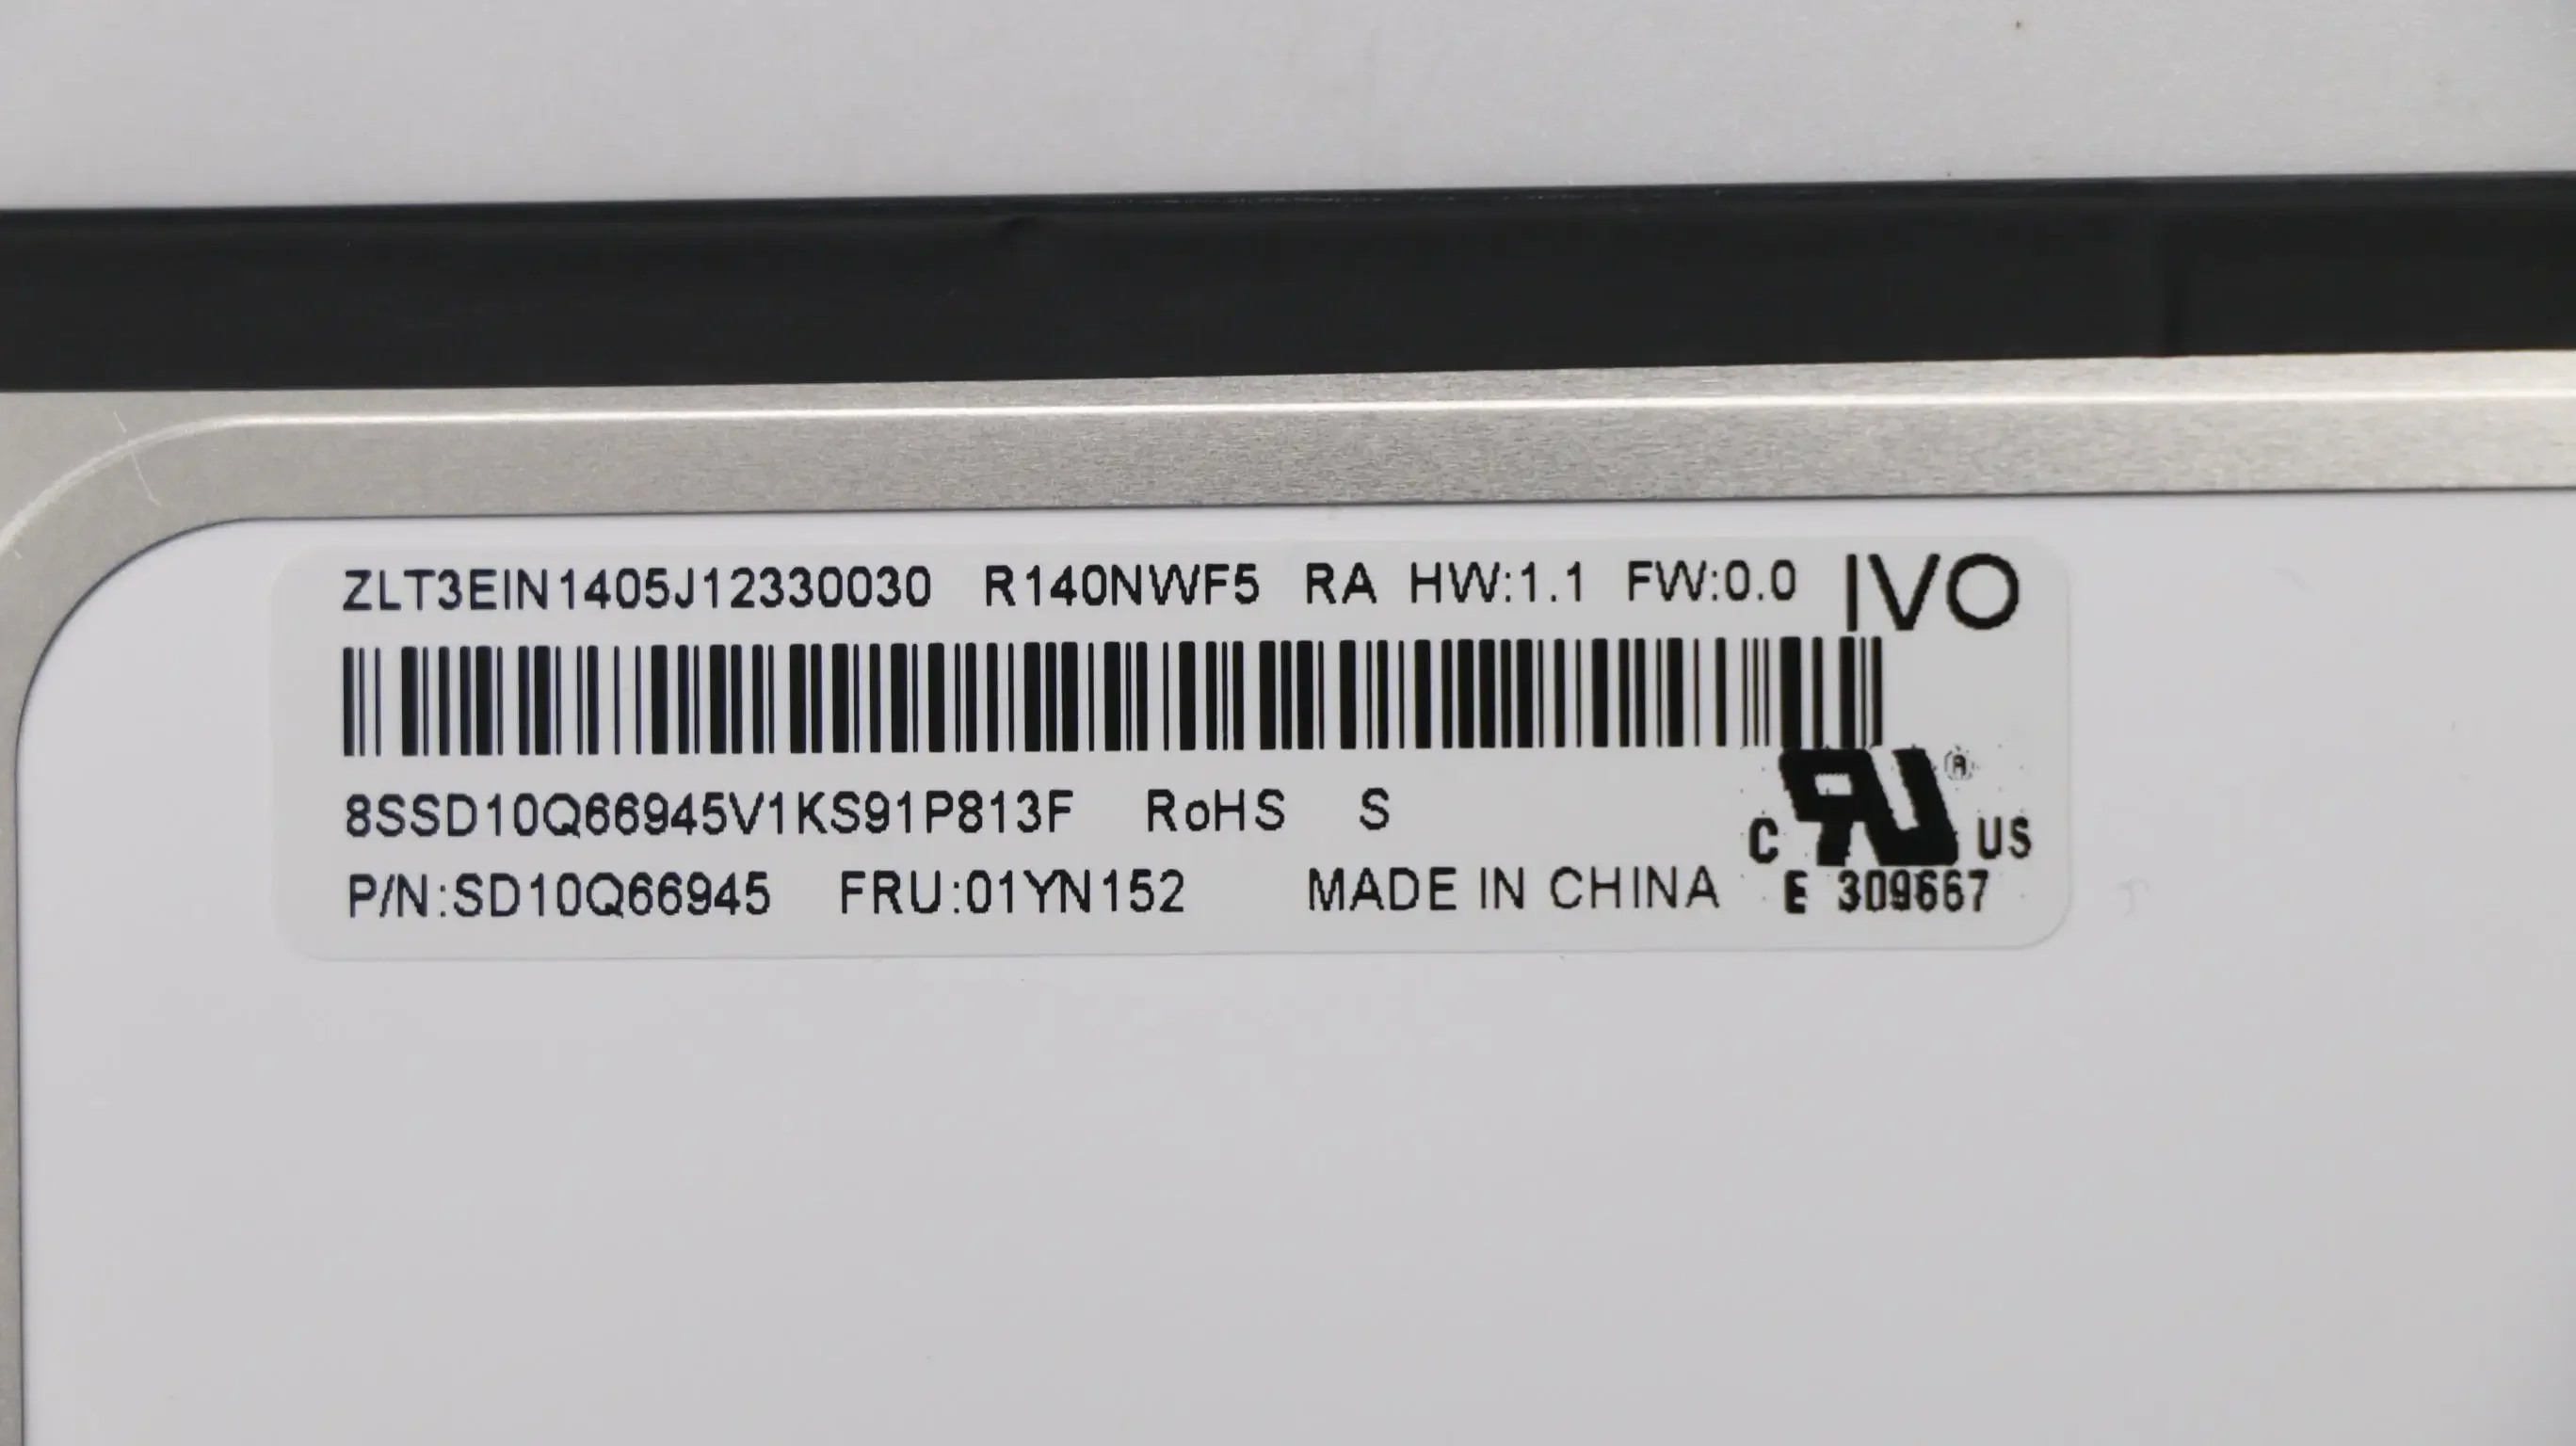 ZLT3EIN1405J12330030 R140NWF5 RA HW:1.1 FW:0.0 IVO
8SSD10Q66945V1KS91P813F RoHS S
C RU ® US
P/N:SD10Q66945 FRU:01YN152 MADE IN CHINA E 309667